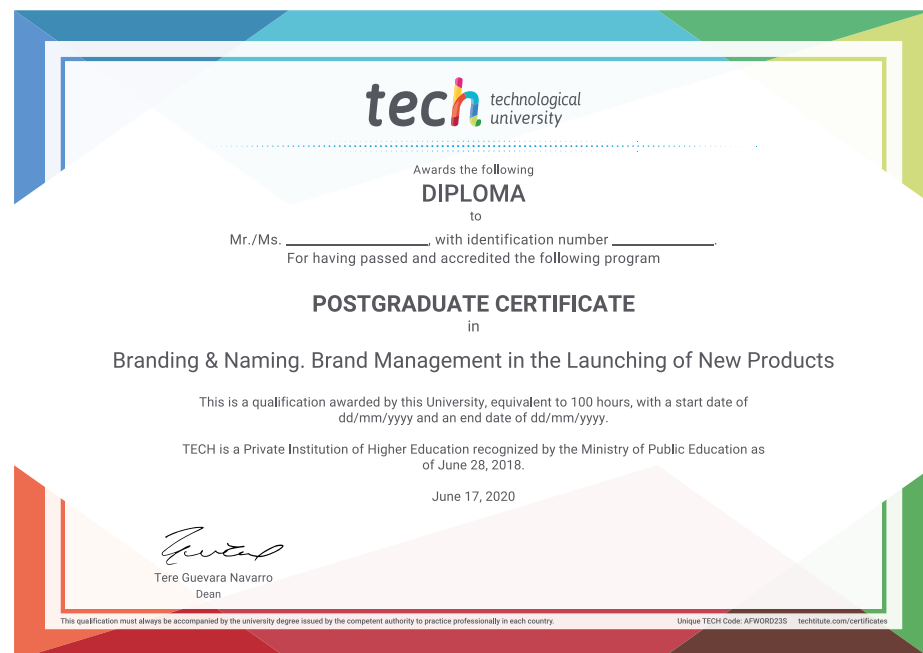 tech technological
university
Awards the following
DIPLOMA
to
Mr./Ms. ____________________, with identification number ______________.
For having passed and accredited the following program
POSTGRADUATE CERTIFICATE
in
Branding & Naming. Brand Management in the Launching of New Products
This is a qualification awarded by this University, equivalent to 100 hours, with a start date of
dd/mm/yyyy and an end date of dd/mm/yyyy.
TECH is a Private Institution of Higher Education recognized by the Ministry of Public Education as
of June 28, 2018.
June 17, 2020
Tere Guevara Navarro
Dean
This qualification must always be accompanied by the university degree issued by the competent authority to practice professionally in each country. Unique TECH Code: AFWORD23S techtitute.com/certificates